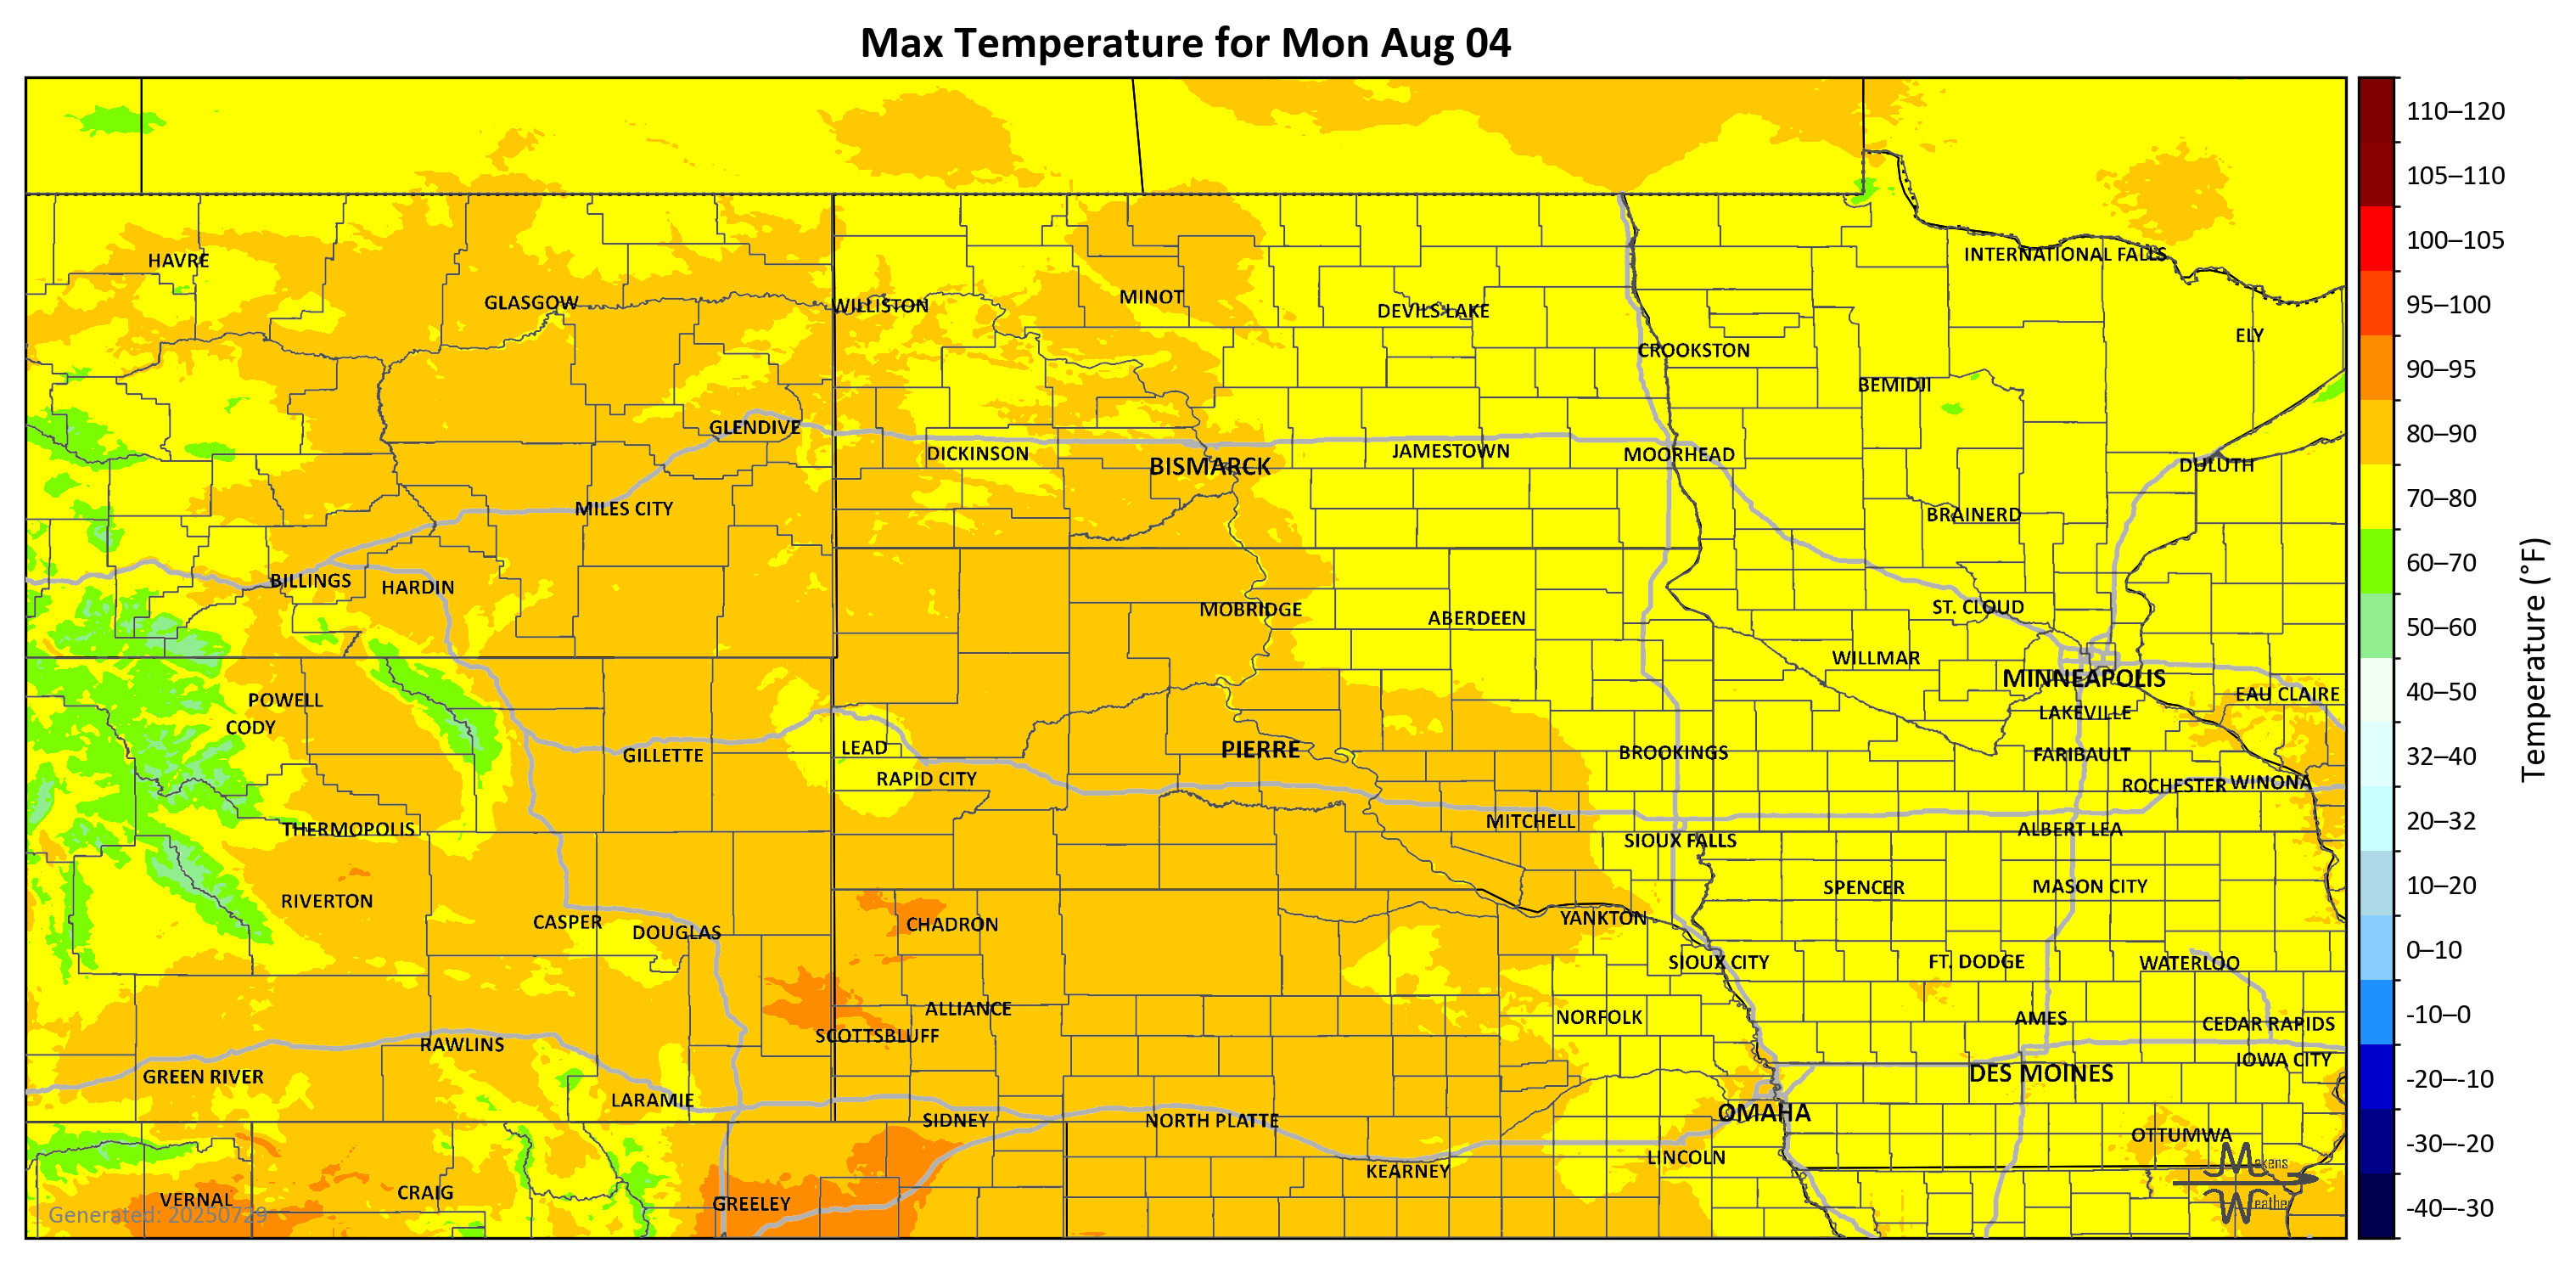 Max Temperature for Mon Aug 04
HAVRE
GLASGOW
WILLISTON
MINOT
DEVILS LAKE
CROOKSTON
INTERNATIONAL FALLS
ELY
BEMIDJI
GLENDIVE
DICKINSON
BISMARCK
JAMESTOWN
MOORHEAD
DULUTH
MILES CITY
BRAINERD
BILLINGS
HARDIN
MOBRIDGE
ABERDEEN
ST. CLOUD
WILLMAR
MINNEAPOLIS
EAU CLAIRE
POWELL
CODY
LAKEVILLE
GILLETTE
LEAD
RAPID CITY
PIERRE
BROOKINGS
FARIBAULT
ROCHESTER
WINONA
THERMOPOLIS
MITCHELL
SIOUX FALLS
ALBERT LEA
RIVERTON
CASPER
DOUGLAS
CHADRON
YANKTON
SPENCER
MASON CITY
SIOUX CITY
FT. DODGE
WATERLOO
ALLIANCE
SCOTTSBLUFF
NORFOLK
AMES
CEDAR RAPIDS
IOWA CITY
RAWLINS
GREEN RIVER
LARAMIE
SIDNEY
NORTH PLATTE
DES MOINES
OMAHA
OTTUMWA
LINCOLN
KEARNEY
VERNAL
CRAIG
GREELEY
Generated: 20250729
Makens
Weather
110–120
105–110
100–105
95–100
90–95
80–90
70–80
60–70
50–60
40–50
32–40
20–32
10–20
0–10
-10–0
-20–-10
-30–-20
-40–-30
Temperature (°F)